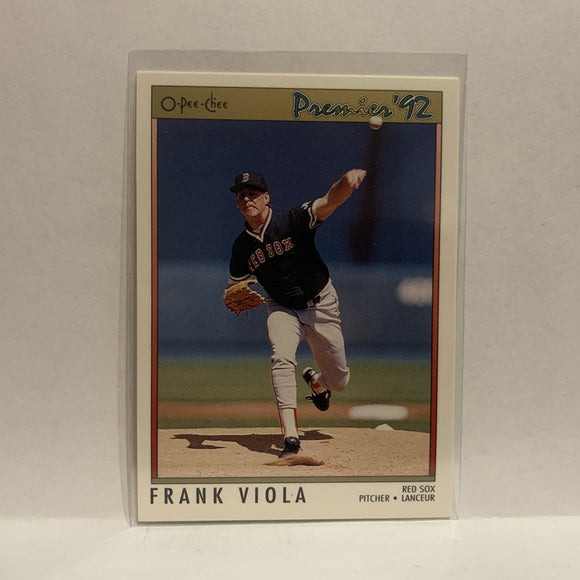 O-Pee-Chee Premier '92
B
RED SOX
FRANK VIOLA
RED SOX
PITCHER • LANCEUR